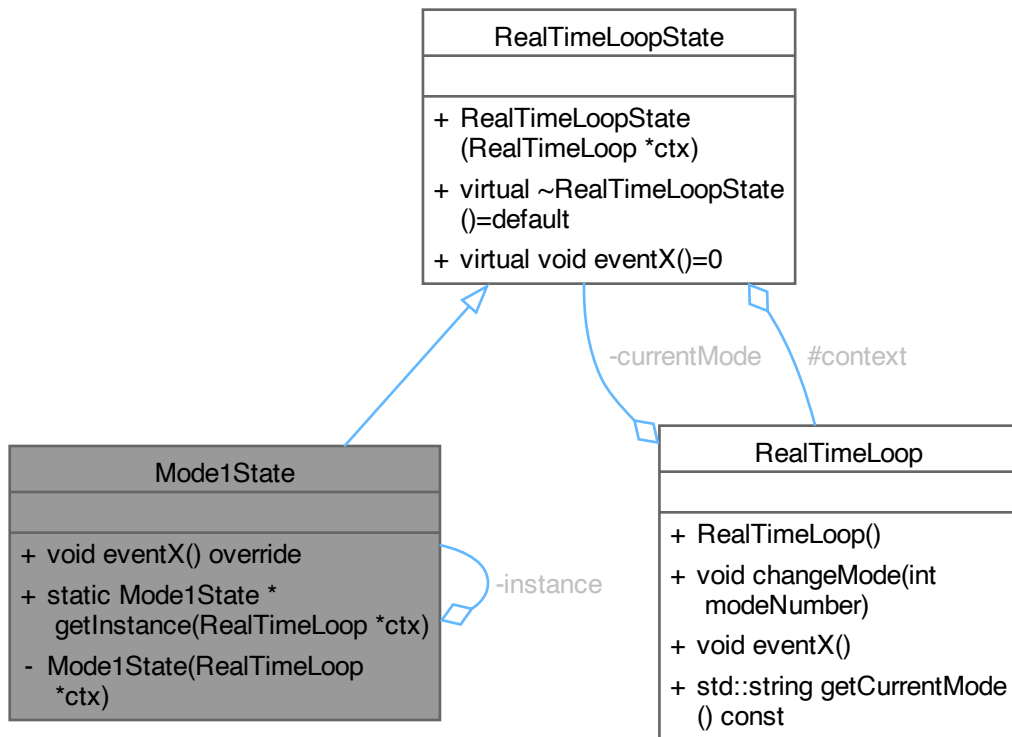 RealTimeLoopState
+ RealTimeLoopState
(RealTimeLoop *ctx)
+ virtual ~RealTimeLoopState
()=default
+ virtual void eventX()=0
-currentMode
#context
Mode1State
+ void eventX() override
+ static Mode1State *
getInstance(RealTimeLoop *ctx)
- Mode1State(RealTimeLoop
*ctx)
-instance
RealTimeLoop
+ RealTimeLoop()
+ void changeMode(int
modeNumber)
+ void eventX()
+ std::string getCurrentMode
() const